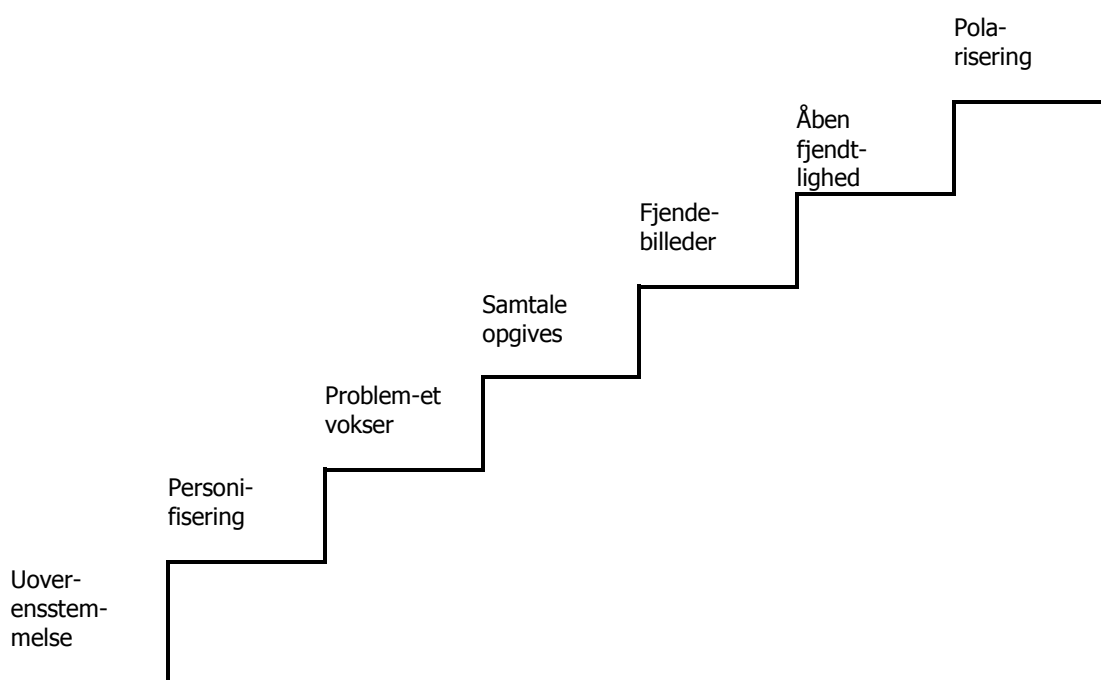 Pola-
risering
Åben
fjendt-
lighed
Fjende-
billeder
Samtale
opgives
Problem-et
vokser
Personi-
fisering
Uover-
ensstem-
melse